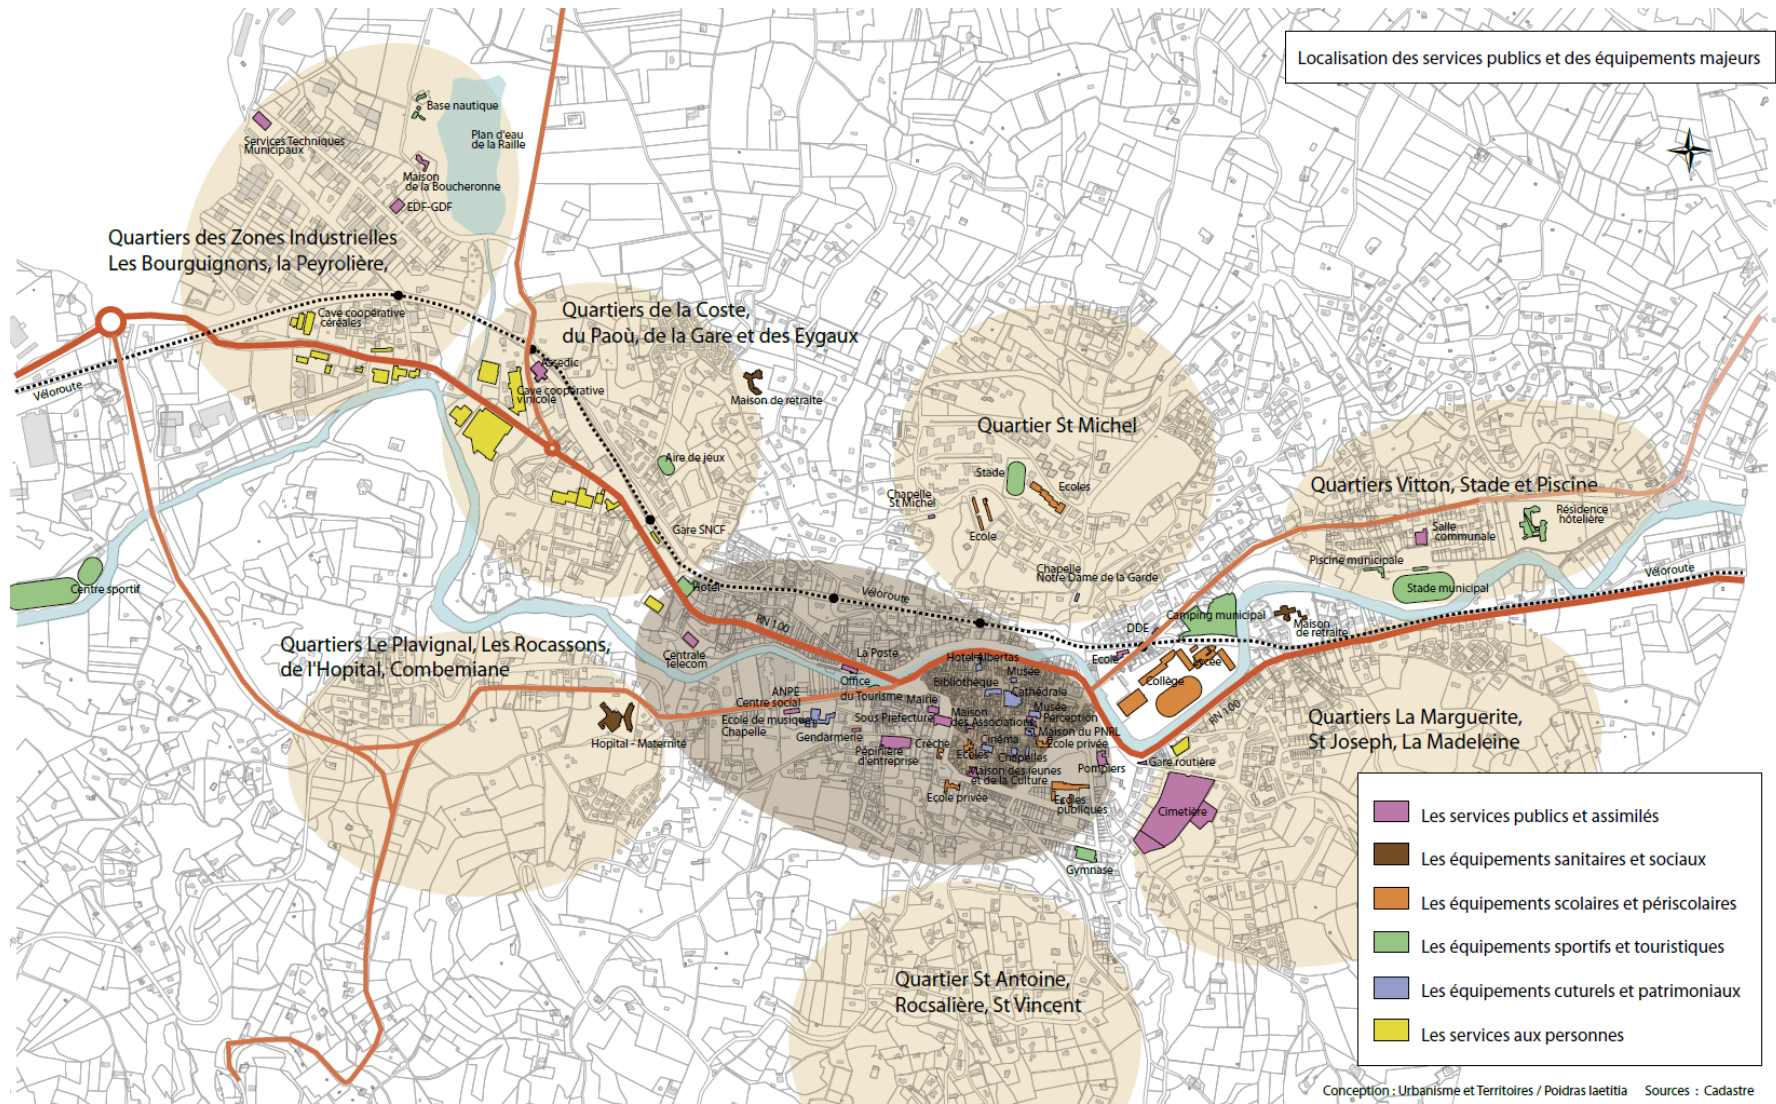 Localisation des services publics et des équipements majeurs
Base nautique
Plan d'eau
de la Raille
Services Techniques
Municipaux
Maison
de la Boucheronne
EDF-GDF
Quartiers des Zones Industrielles
Les Bourguignons, la Peyrolière,
Cave coopérative
céréales
Véloroute
Quartiers de la Coste,
du Paoù, de la Gare et des Eygaux
Assedic
Cave coopérative
vinicole
Maison de retraite
Aire de jeux
Gare SNCF
Quartier St Michel
Stade
Ecoles
Chapelle
St Michel
Ecole
Chapelle
Notre Dame de la Garde
Quartiers Vitton, Stade et Piscine
Résidence
hôtelière
Salle
communale
Piscine municipale
Stade municipal
Véloroute
Centre sportif
Hotel
Véloroute
RN 100
Camping municipal
DDE
Maison
de retraite
Quartiers Le Plavignal, Les Rocassons,
de l'Hopital, Combemiane
Centrale
Telecom
La Poste
Hotel Albertas
Ecole
Lycée
Collège
Office
du Tourisme
Bibliothèque
Musée
Cathédrale
ANPE
Centre social
Mairie
Musée
Ecole de musique
Chapelle
Sous Préfecture
Maison
des Associations
Perception
Maison du PNRL
Gendarmerie
Crèche
Cinéma
Ecole privée
Pépinière
d'entreprise
Ecoles
Chapelles
Pompiers
Maison des Jeunes
et de la Culture
Ecole privée
Ecoles
publiques
Hopital - Maternité
RN 100
Gare routière
Quartiers La Marguerite,
St Joseph, La Madeleine
Cimetière
Gymnase
Quartier St Antoine,
Rocsalière, St Vincent
Les services publics et assimilés
Les équipements sanitaires et sociaux
Les équipements scolaires et périscolaires
Les équipements sportifs et touristiques
Les équipements cuturels et patrimoniaux
Les services aux personnes
Conception : Urbanisme et Territoires / Poidras laetitia Sources : Cadastre